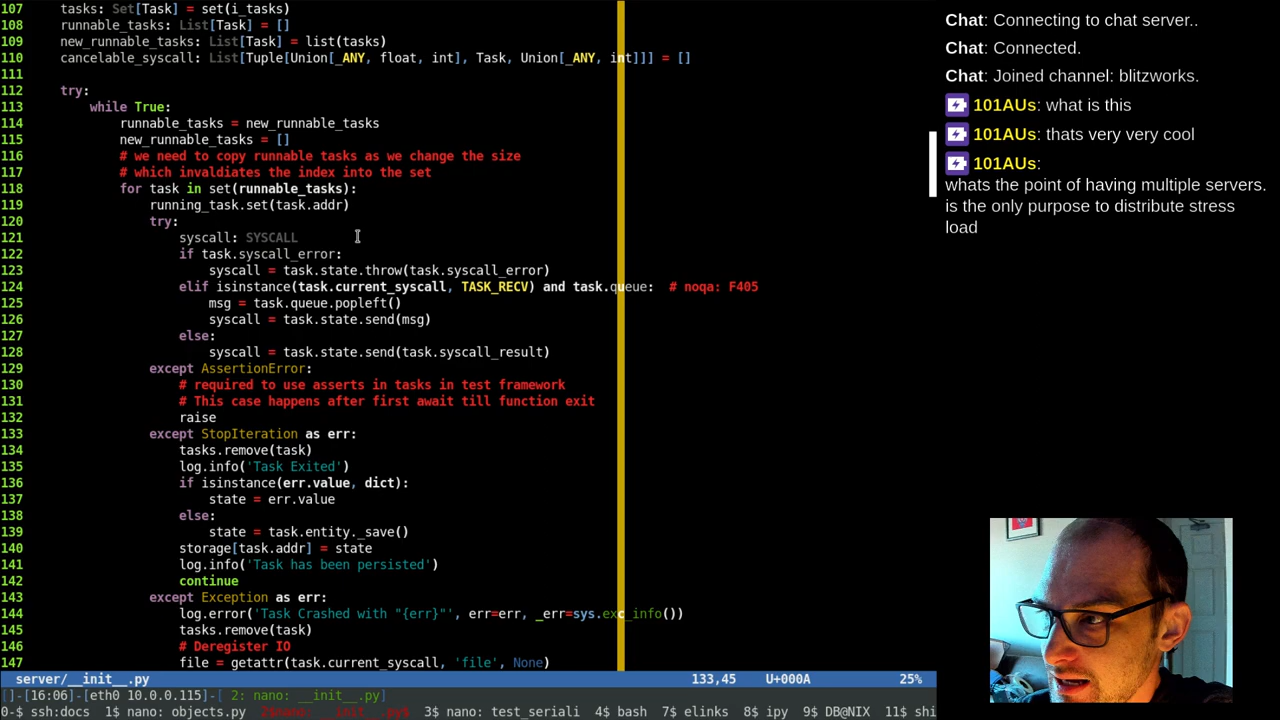 107     tasks: Set[Task] = set(i_tasks)
108     runnable_tasks: List[Task] = []
109     new_runnable_tasks: List[Task] = list(tasks)
110     cancelable_syscall: List[Tuple[Union[_ANY, float, int], Task, Union[_ANY, int]]] = []
111
112     try:
113         while True:
114             runnable_tasks = new_runnable_tasks
115             new_runnable_tasks = []
116             # we need to copy runnable tasks as we change the size
117             # which invaldiates the index into the set
118             for task in set(runnable_tasks):
119                 running_task.set(task.addr)
120                 try:
121                     syscall: SYSCALL
122                     if task.syscall_error:
123                         syscall = task.state.throw(task.syscall_error)
124                     elif isinstance(task.current_syscall, TASK_RECV) and task.queue:  # noqa: F405
125                         msg = task.queue.popleft()
126                         syscall = task.state.send(msg)
127                     else:
128                         syscall = task.state.send(task.syscall_result)
129                 except AssertionError:
130                     # required to use asserts in tasks in test framework
131                     # This case happens after first await till function exit
132                     raise
133                 except StopIteration as err:
134                     tasks.remove(task)
135                     log.info('Task Exited')
136                     if isinstance(err.value, dict):
137                         state = err.value
138                     else:
139                         state = task.entity._save()
140                     storage[task.addr] = state
141                     log.info('Task has been persisted')
142                     continue
143                 except Exception as err:
144                     log.error('Task Crashed with "{err}"', err=err, _err=sys.exc_info())
145                     tasks.remove(task)
146                     # Deregister IO
147                     file = getattr(task.current_syscall, 'file', None)
server/__init__.py 133,45 U+000A 25%
[]-[16:06]-[eth0 10.0.0.115]-[ 2: nano: __init__.py]
0-$ ssh:docs 1$ nano: objects.py 2$nano: __init__.py* 3$ nano: test_seriali 4$ bash 7$ elinks 8$ ipy 9$ DB@NIX 11$ shi
Chat: Connecting to chat server..
Chat: Connected.
Chat: Joined channel: blitzworks.
101AUs: what is this
101AUs: thats very very cool
101AUs:
whats the point of having multiple servers.
is the only purpose to distribute stress
load